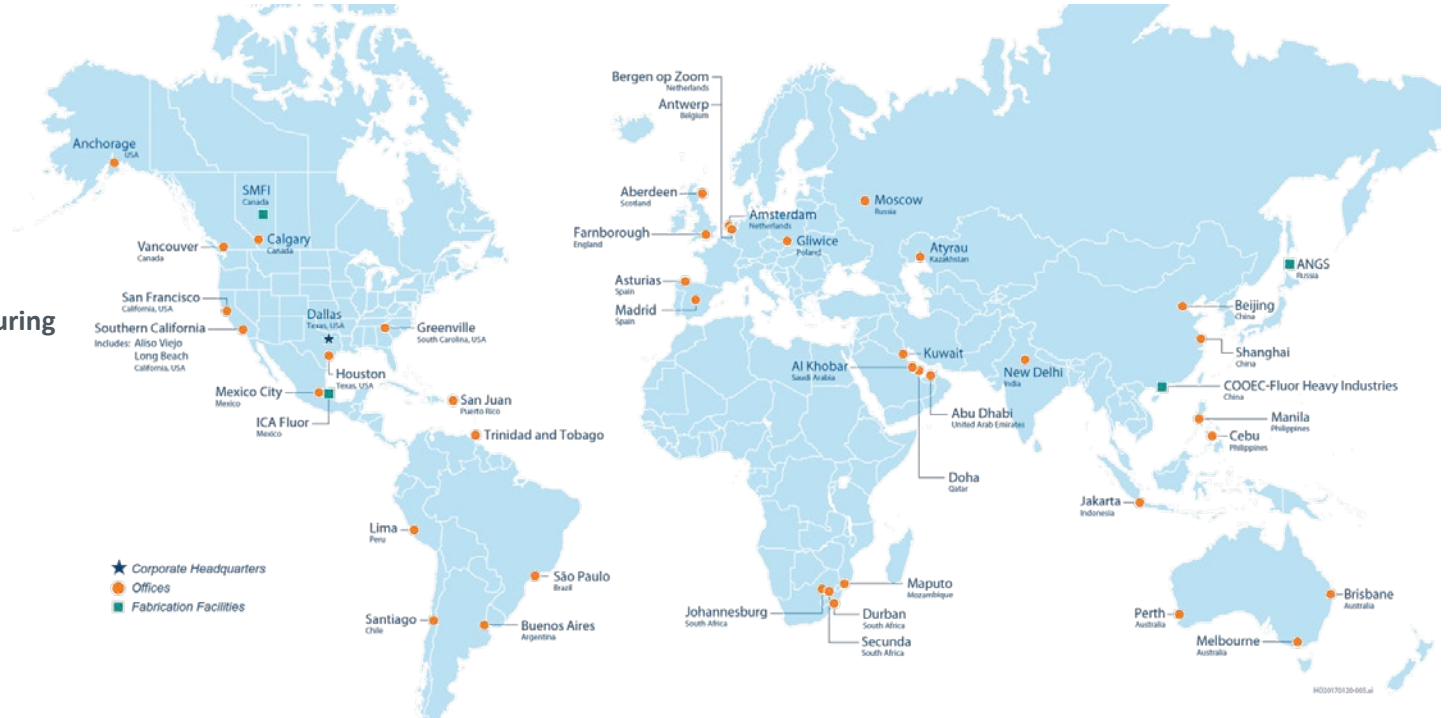 Anchorage
USA
SMFI
Canada
Vancouver
Canada
Calgary
Canada
San Francisco
California, USA
uring
Southern California
Includes: Aliso Viejo
Long Beach
California, USA
Dallas
Texas, USA
Greenville
South Carolina, USA
Houston
Texas, USA
Mexico City
Mexico
ICA Fluor
Mexico
San Juan
Puerto Rico
Trinidad and Tobago
Lima
Peru
São Paulo
Brazil
Santiago
Chile
Buenos Aires
Argentina
Corporate Headquarters
Offices
Fabrication Facilities
Bergen op Zoom
Netherlands
Antwerp
Belgium
Aberdeen
Scotland
Amsterdam
Netherlands
Farnborough
England
Gliwice
Poland
Moscow
Russia
Atyrau
Kazakhstan
Asturias
Spain
Madrid
Spain
Al Khobar
Saudi Arabia
Kuwait
New Delhi
India
Abu Dhabi
United Arab Emirates
Doha
Qatar
ANGS
Russia
Beijing
China
Shanghai
China
COOEC-Fluor Heavy Industries
China
Manila
Philippines
Cebu
Philippines
Jakarta
Indonesia
Maputo
Mozambique
Johannesburg
South Africa
Durban
South Africa
Secunda
South Africa
Perth
Australia
Brisbane
Australia
Melbourne
Australia
HO20170120-005.ai